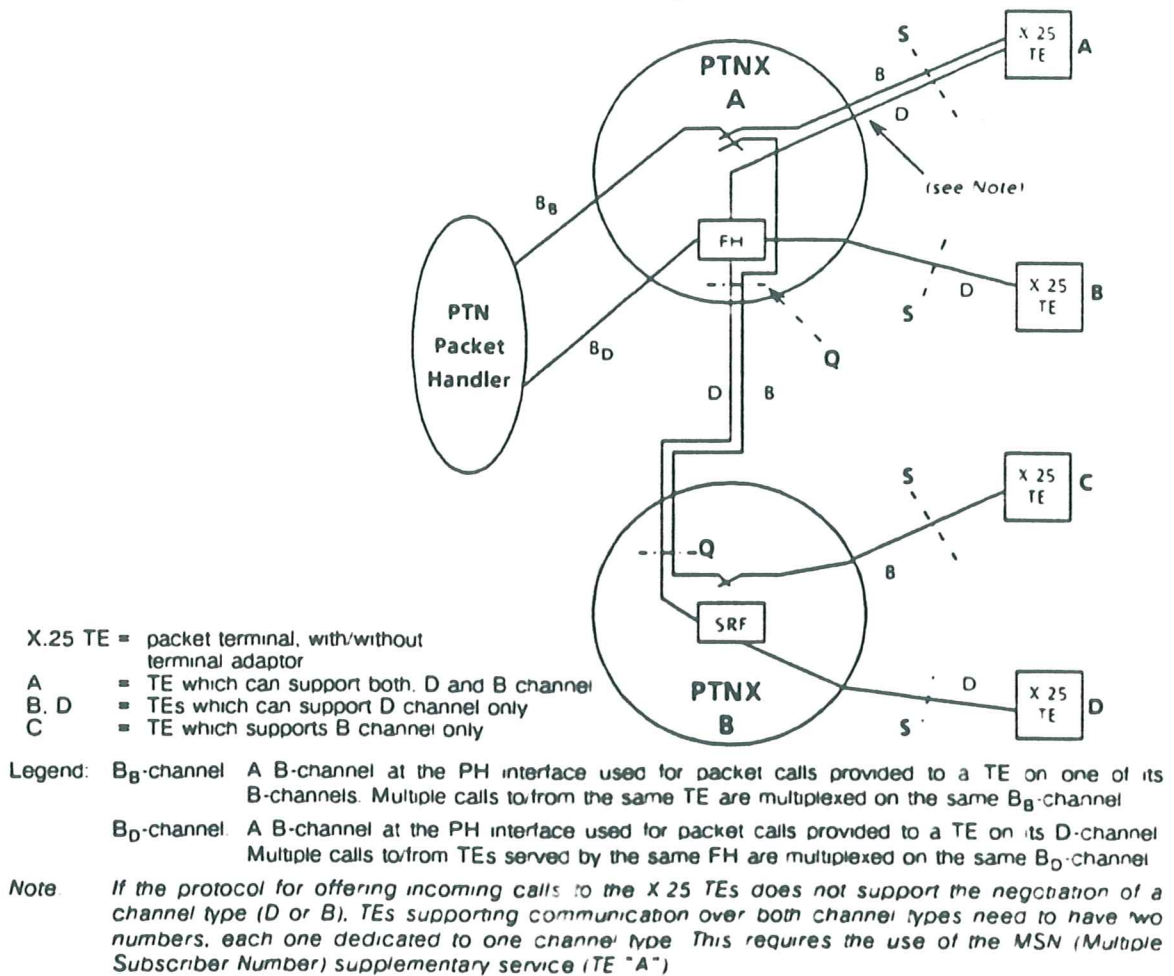 X 25
TE
A
S
PTNX
A
B
D
(see Note)
B_B
FH
X 25
TE
B
D
S
PTN
Packet
Handler
B_D
Q
D
B
S
X 25
TE
C
Q
B
SRF
PTNX
B
D
S
X 25
TE
D
X.25 TE = packet terminal, with/without
terminal adaptor
A = TE which can support both, D and B channel
B, D = TEs which can support D channel only
C = TE which supports B channel only
Legend: B_B-channel A B-channel at the PH interface used for packet calls provided to a TE on one of its
B-channels. Multiple calls to/from the same TE are multiplexed on the same B_B-channel
B_D-channel. A B-channel at the PH interface used for packet calls provided to a TE on its D-channel
Multiple calls to/from TEs served by the same FH are multiplexed on the same B_D-channel
Note. If the protocol for offering incoming calls to the X 25 TEs does not support the negotiation of a
channel type (D or B), TEs supporting communication over both channel types need to have two
numbers, each one dedicated to one channel type This requires the use of the MSN (Multiple
Subscriber Number) supplementary service (TE "A")